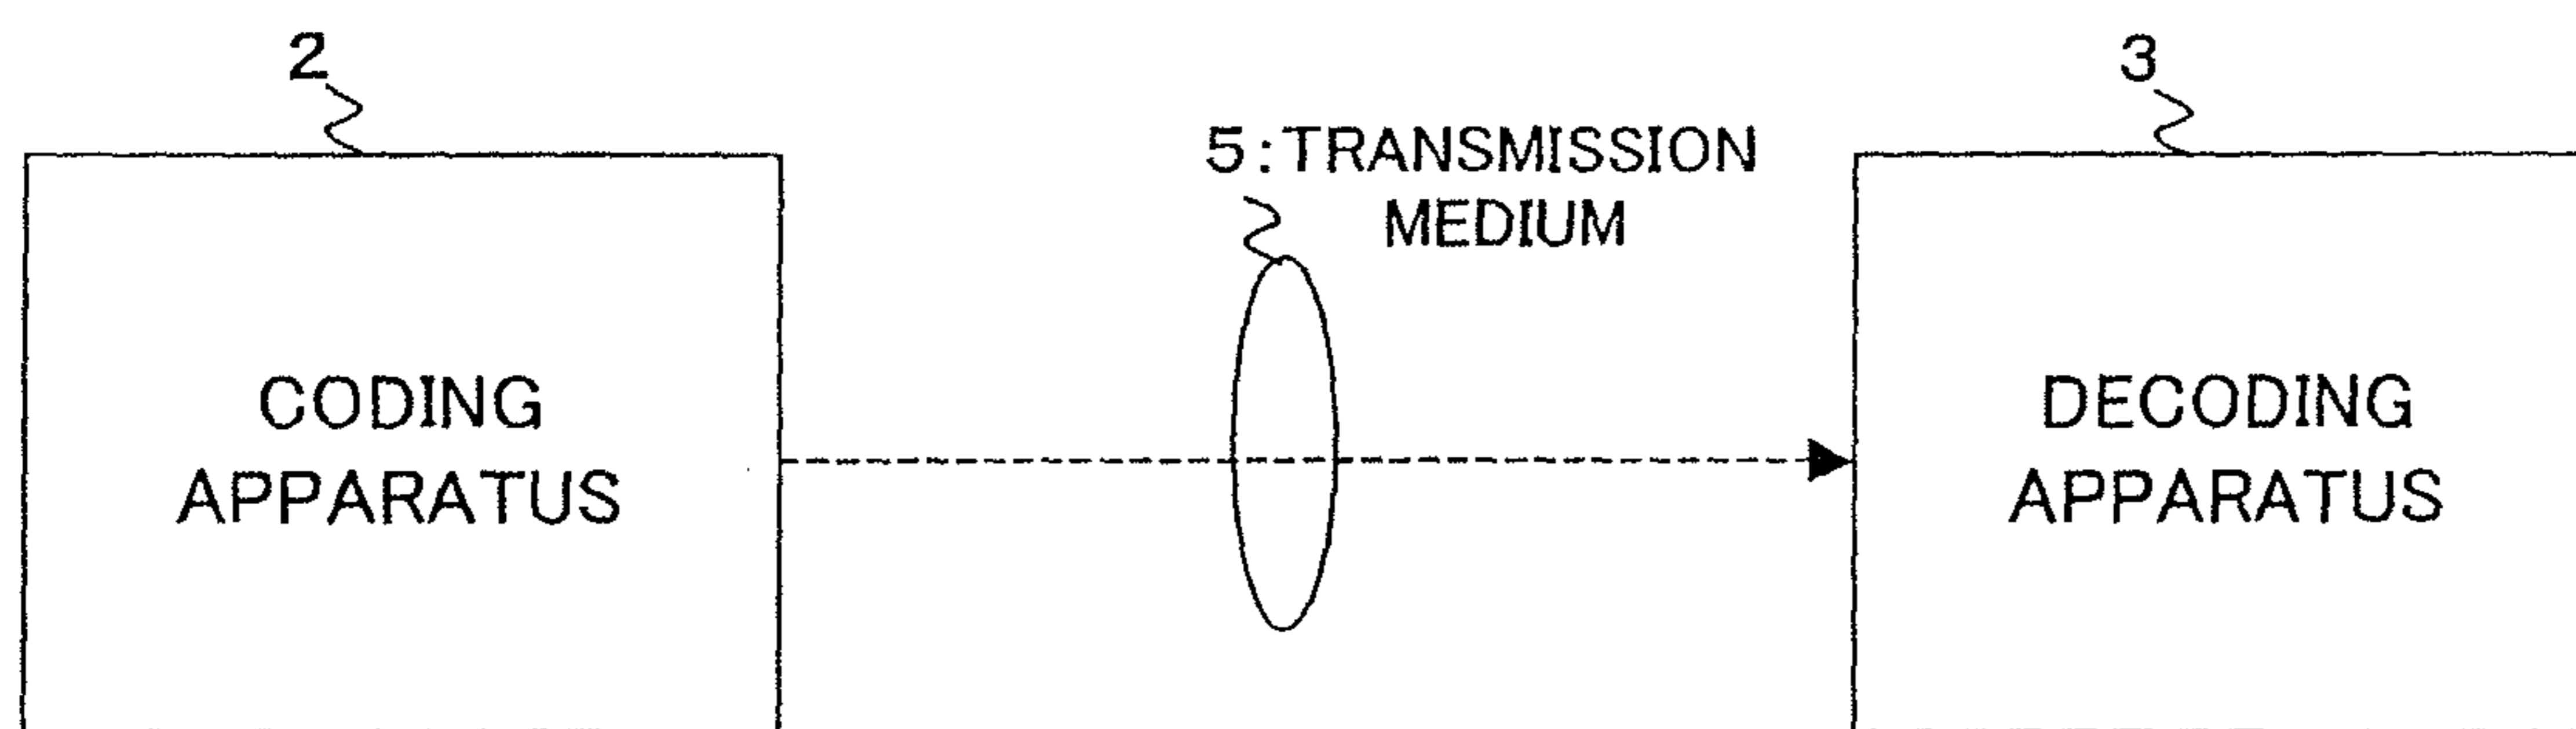 2
3
5:TRANSMISSION
MEDIUM
CODING
APPARATUS
DECODING
APPARATUS